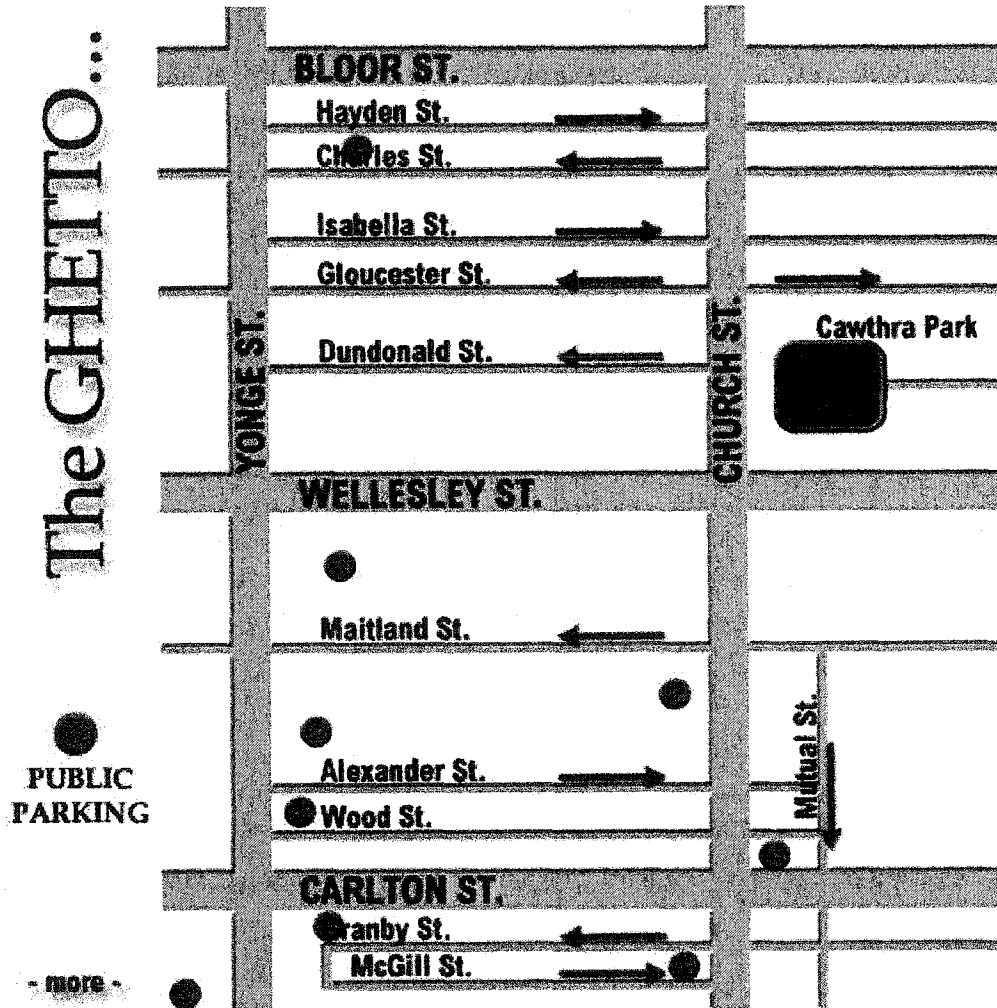 The GHETTO...
BLOOR ST.
Hayden St.
Charles St.
Isabella St.
Gloucester St.
YONGE ST.
CHURCH ST.
Cawthra Park
Dundonald St.
WELLESLEY ST.
Maitland St.
Mutual St.
PUBLIC
PARKING
Alexander St.
Wood St.
CARLTON ST.
Granby St.
McGill St.
- more -